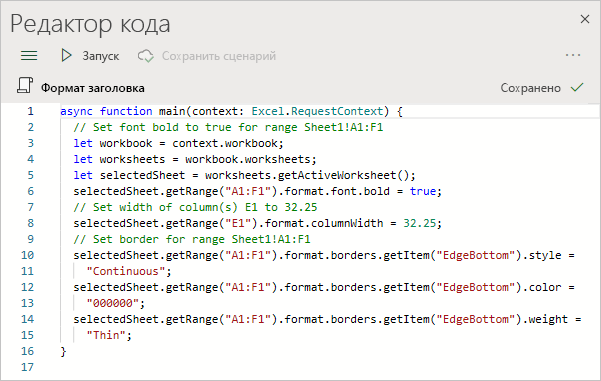 Редактор кода
Запуск Сохранить сценарий
Формат заголовка Сохранено
1 async function main(context: Excel.RequestContext) {
2 // Set font bold to true for range Sheet1!A1:F1
3 let workbook = context.workbook;
4 let worksheets = workbook.worksheets;
5 let selectedSheet = worksheets.getActiveWorksheet();
6 selectedSheet.getRange("A1:F1").format.font.bold = true;
7 // Set width of column(s) E1 to 32.25
8 selectedSheet.getRange("E1").format.columnWidth = 32.25;
9 // Set border for range Sheet1!A1:F1
10 selectedSheet.getRange("A1:F1").format.borders.getItem("EdgeBottom").style =
11 "Continuous";
12 selectedSheet.getRange("A1:F1").format.borders.getItem("EdgeBottom").color =
13 "000000";
14 selectedSheet.getRange("A1:F1").format.borders.getItem("EdgeBottom").weight =
15 "Thin";
16 }
17